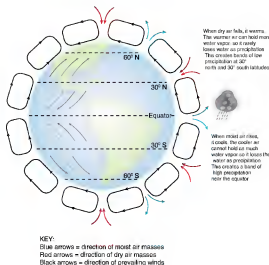 When dry air falls, it warms.
The warmer air can hold more
water vapor, so it rarely
loses water as precipitation
This creates bands of low
precipitation at 30°
north and 30° south latitudes
60° N
30° N
Equator
30° S
60° S
When moist air rises,
it cools. the cooler air
cannot hold as much
water vapor so it loses the
water as precipitation
This creates a band of
high precipitation
near the equator
KEY:
Blue arrows = direction of moist air masses
Red arrows = direction of dry air masses
Black arrows = direction of prevailing winds